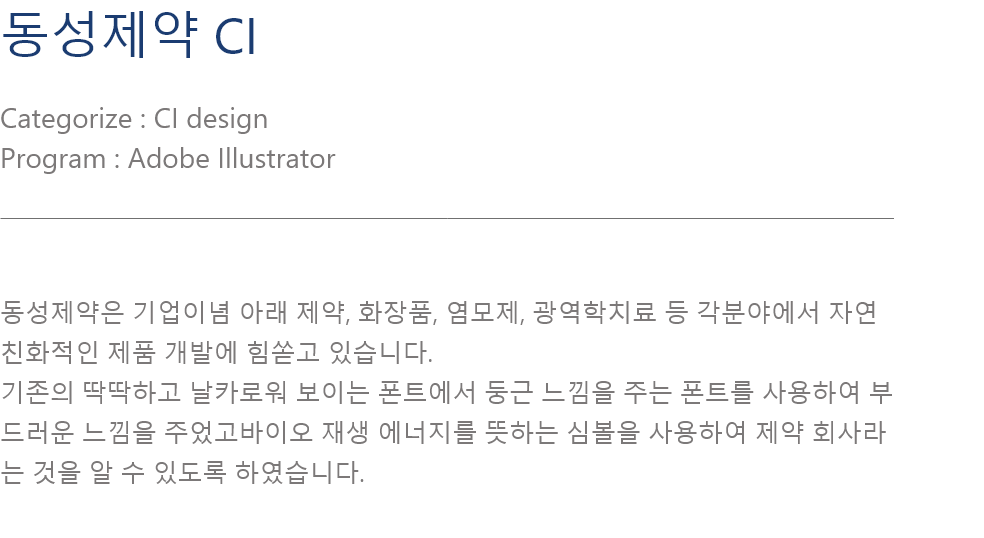 동성제약 CI
Categorize : CI design
Program : Adobe Illustrator
동성제약은 기업이념 아래 제약, 화장품, 염모제, 광역학치료 등 각분야에서 자연
친화적인 제품 개발에 힘쏟고 있습니다.
기존의 딱딱하고 날카로워 보이는 폰트에서 둥근 느낌을 주는 폰트를 사용하여 부
드러운 느낌을 주었고바이오 재생 에너지를 뜻하는 심볼을 사용하여 제약 회사라
는 것을 알 수 있도록 하였습니다.